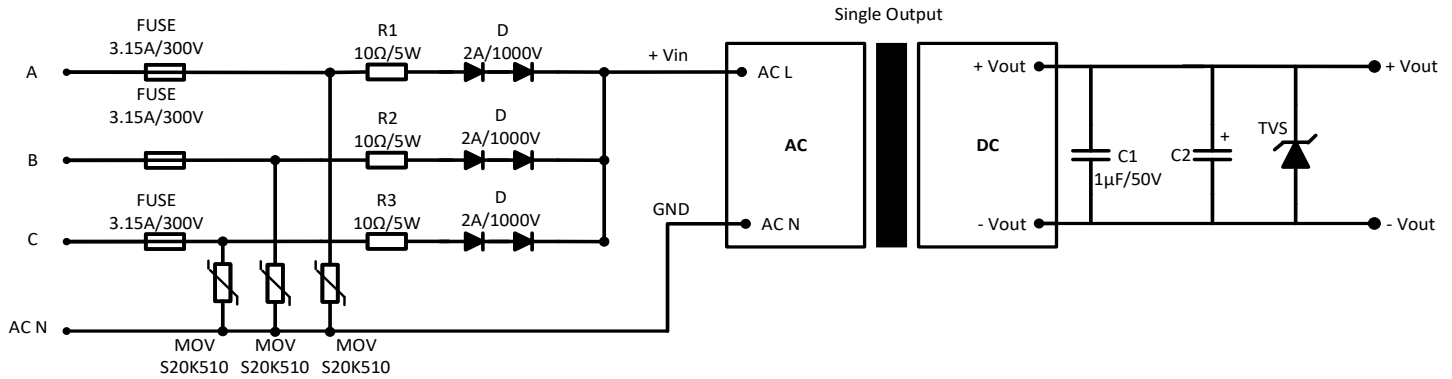 Single Output
FUSE
3.15A/300V
R1
10Ω/5W
D
2A/1000V
A
+ Vin
AC L
+ Vout
+ Vout
FUSE
3.15A/300V
R2
10Ω/5W
D
2A/1000V
B
AC
DC
C1
1µF/50V
C2
+
TVS
FUSE
3.15A/300V
R3
10Ω/5W
D
2A/1000V
C
GND
AC N
- Vout
- Vout
AC N
MOV
S20K510
MOV
S20K510
MOV
S20K510